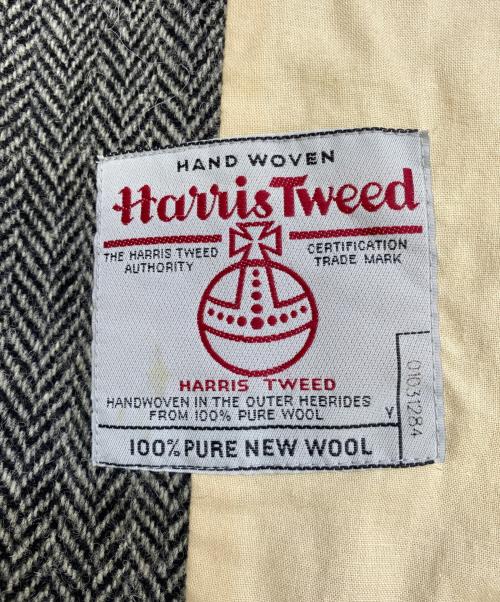 HAND WOVEN
Harris Tweed
THE HARRIS TWEED
AUTHORITY
CERTIFICATION
TRADE MARK
HARRIS TWEED
HANDWOVEN IN THE OUTER HEBRIDES
FROM 100% PURE WOOL
Y
01031284
100% PURE NEW WOOL